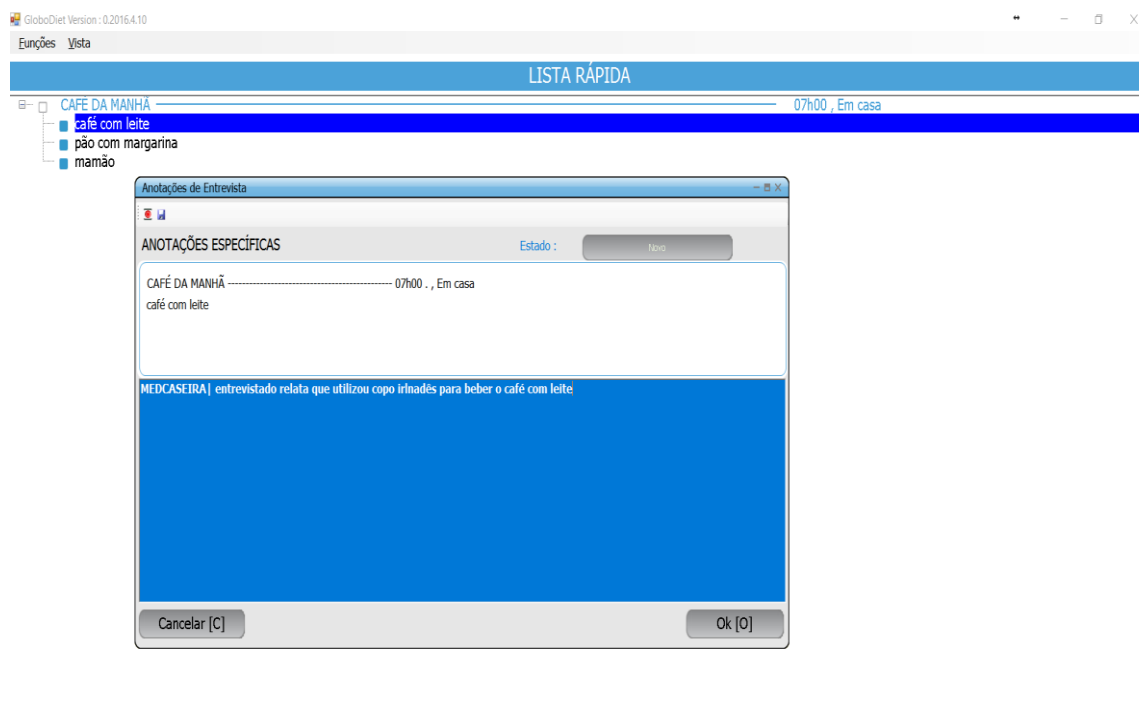 GloboDiet Version : 0.2016.4.10
Funções Vista
LISTA RÁPIDA
CAFÉ DA MANHÃ 07h00 , Em casa
café com leite
pão com margarina
mamão
Anotações de Entrevista
ANOTAÇÕES ESPECÍFICAS Estado : Novo
CAFÉ DA MANHÃ --------------------------------------------- 07h00 . , Em casa
café com leite
MEDCASEIRA| entrevistado relata que utilizou copo irlnadês para beber o café com leite
Cancelar [C] Ok [O]